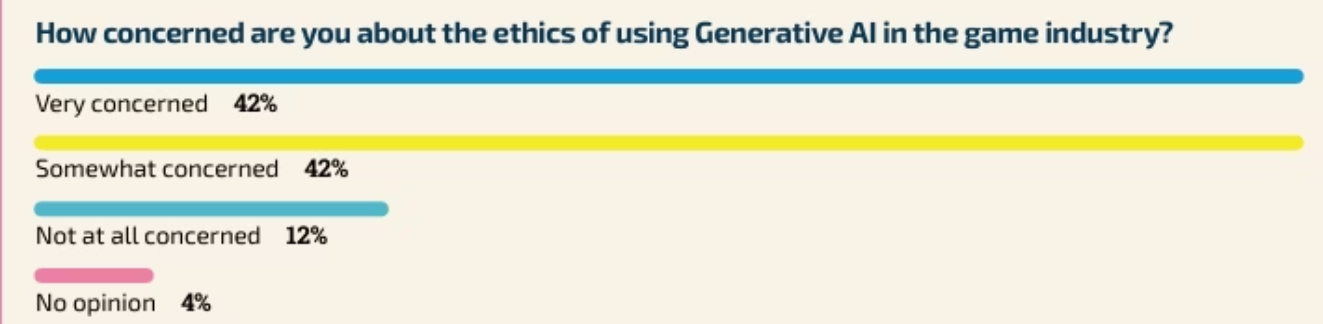 How concerned are you about the ethics of using Generative AI in the game industry?
Very concerned 42%
Somewhat concerned 42%
Not at all concerned 12%
No opinion 4%